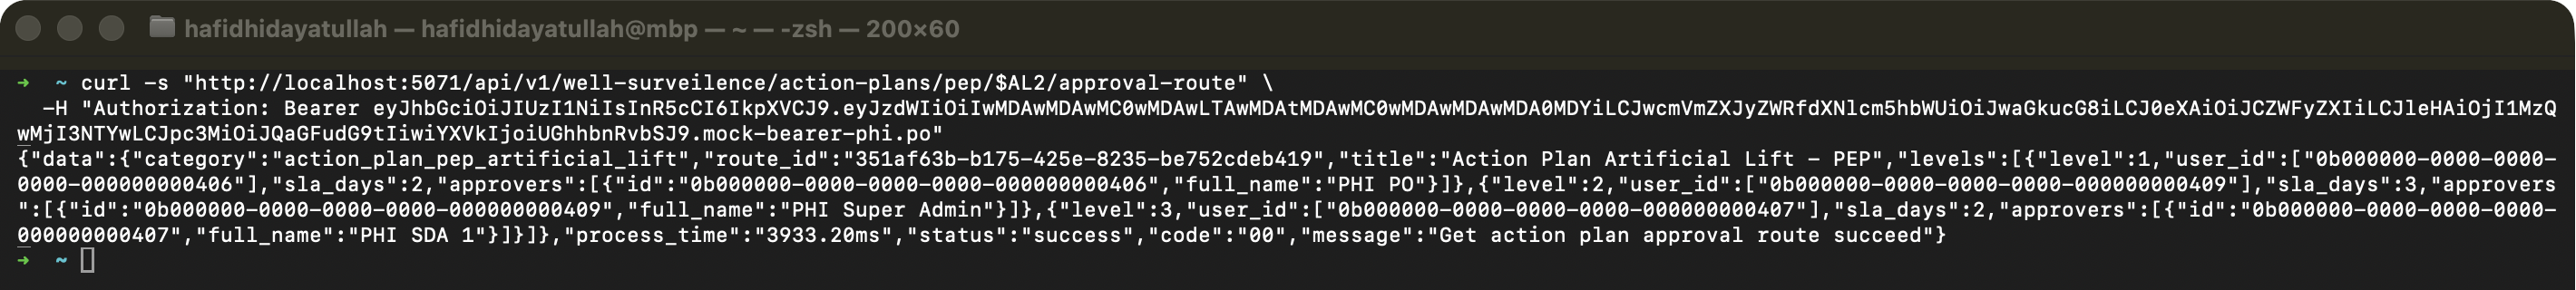 hafidhidayatullah — hafidhidayatullah@mbp — ~ — -zsh — 200×60
➜  ~ curl -s "http://localhost:5071/api/v1/well-surveilence/action-plans/pep/$AL2/approval-route" \
  -H "Authorization: Bearer eyJhbGciOiJIUzI1NiIsInR5cCI6IkpXVCJ9.eyJzdWIiOiIwMDAwMDAwMC0wMDAwLTAwMDAtMDAwMC0wMDAwMDAwMDA0MDYiLCJwcmVmZXJyZWRfdXNlcm5hbWUiOiJwaGkucG8iLCJ0eXAiOiJCZWFyZXIiLCJleHAiOjI1MzQ
wMjI3NTYwLCJpc3MiOiJQaGFudG9tIiwiYXVkIjoiUGhhbnRvbSJ9.mock-bearer-phi.po"
{"data":{"category":"action_plan_pep_artificial_lift","route_id":"351af63b-b175-425e-8235-be752cdeb419","title":"Action Plan Artificial Lift - PEP","levels":[{"level":1,"user_id":["0b000000-0000-0000-
0000-000000000406"],"sla_days":2,"approvers":[{"id":"0b000000-0000-0000-0000-000000000406","full_name":"PHI PO"}]},{"level":2,"user_id":["0b000000-0000-0000-0000-000000000409"],"sla_days":3,"approvers
":[{"id":"0b000000-0000-0000-0000-000000000409","full_name":"PHI Super Admin"}]},{"level":3,"user_id":["0b000000-0000-0000-0000-000000000407"],"sla_days":2,"approvers":[{"id":"0b000000-0000-0000-0000-
000000000407","full_name":"PHI SDA 1"}]}]},"process_time":"3933.20ms","status":"success","code":"00","message":"Get action plan approval route succeed"}
➜  ~